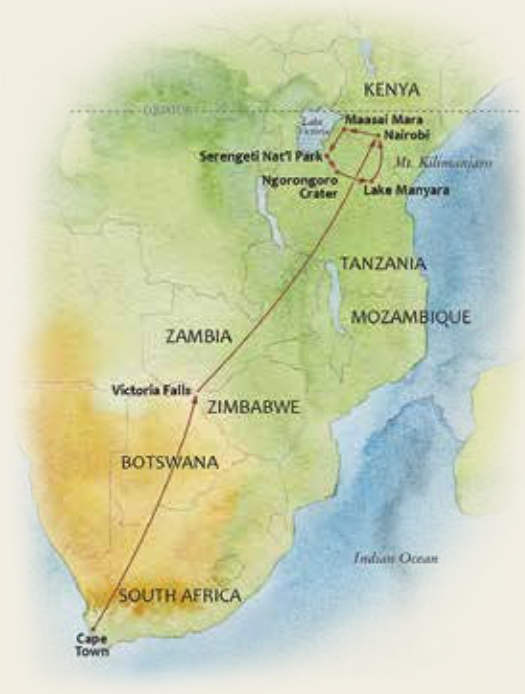 KENYA
EQUATOR
Lake
Victoria
Maasai Mara
Nairobi
Serengeti Nat'l Park
Mt. Kilimanjaro
Ngorongoro
Crater
Lake Manyara
TANZANIA
MOZAMBIQUE
ZAMBIA
Victoria Falls
ZIMBABWE
BOTSWANA
Indian Ocean
SOUTH AFRICA
Cape
Town